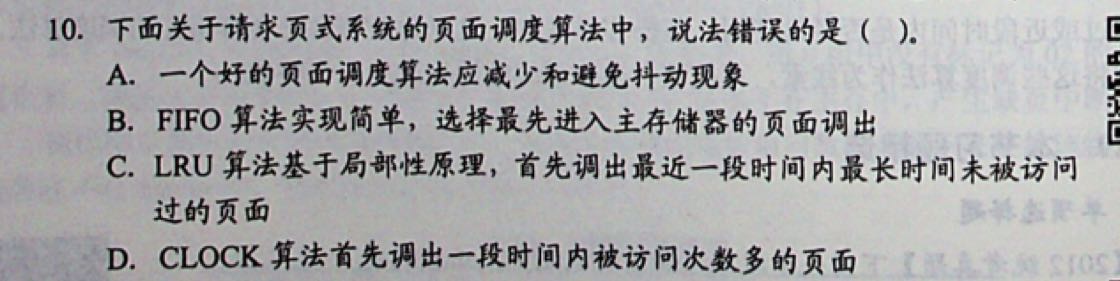 10. 下面关于请求页式系统的页面调度算法中，说法错误的是（ ）。
A. 一个好的页面调度算法应减少和避免抖动现象
B. FIFO 算法实现简单，选择最先进入主存储器的页面调出
C. LRU 算法基于局部性原理，首先调出最近一段时间内最长时间未被访问
过的页面
D. CLOCK 算法首先调出一段时间内被访问次数多的页面